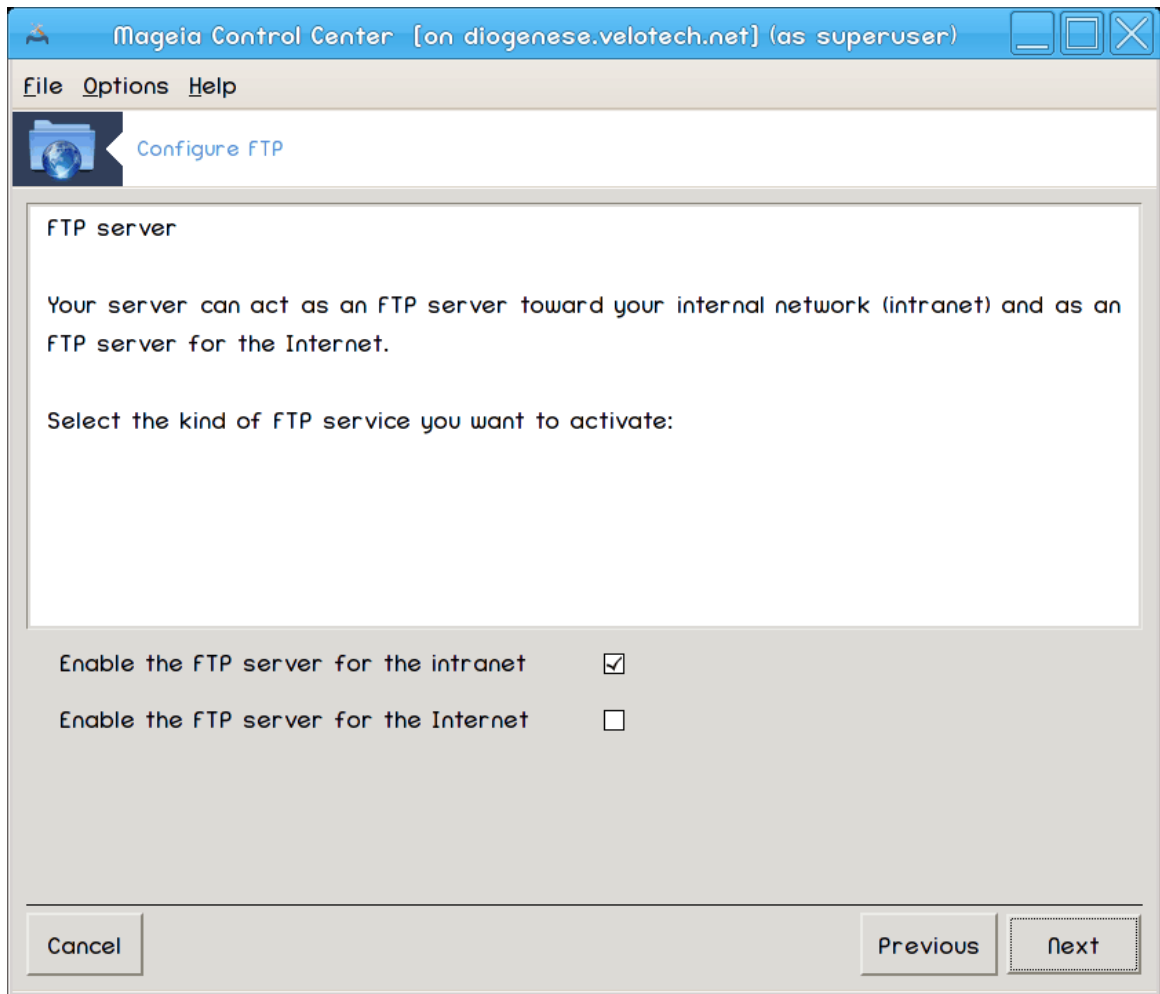 Mageia Control Center [on diogenese.velotech.net] (as superuser)
File Options Help
Configure FTP
FTP server
Your server can act as an FTP server toward your internal network (intranet) and as an
FTP server for the Internet.
Select the kind of FTP service you want to activate:
Enable the FTP server for the intranet
Enable the FTP server for the Internet
Cancel Previous Next